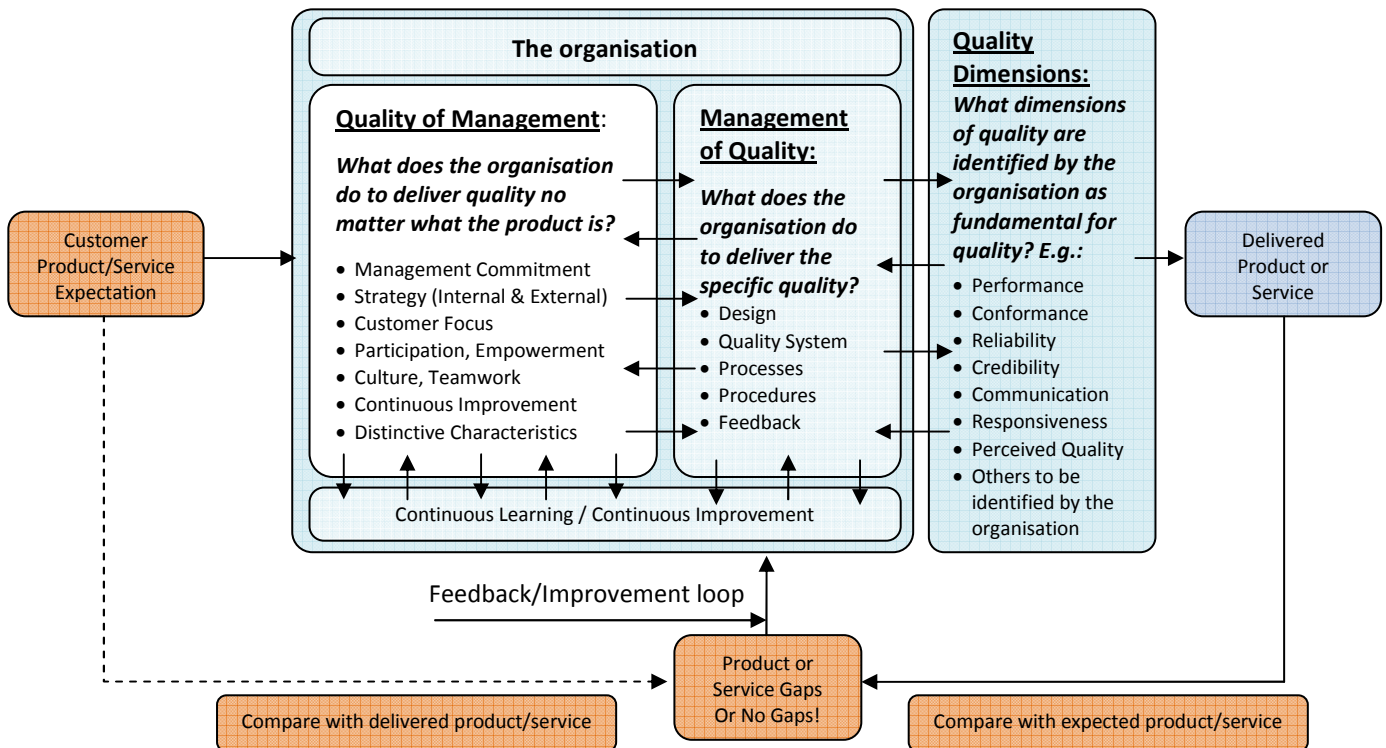 The organisation
Quality of Management:
What does the organisation
do to deliver quality no
matter what the product is?
• Management Commitment
• Strategy (Internal & External)
• Customer Focus
• Participation, Empowerment
• Culture, Teamwork
• Continuous Improvement
• Distinctive Characteristics
Management
of Quality:
What does the
organisation do
to deliver the
specific quality?
• Design
• Quality System
• Processes
• Procedures
• Feedback
Continuous Learning / Continuous Improvement
Quality
Dimensions:
What dimensions
of quality are
identified by the
organisation as
fundamental for
quality? E.g.:
• Performance
• Conformance
• Reliability
• Credibility
• Communication
• Responsiveness
• Perceived Quality
• Others to be
identified by the
organisation
Customer
Product/Service
Expectation
Delivered
Product or
Service
Feedback/Improvement loop
Product or
Service Gaps
Or No Gaps!
Compare with delivered product/service
Compare with expected product/service